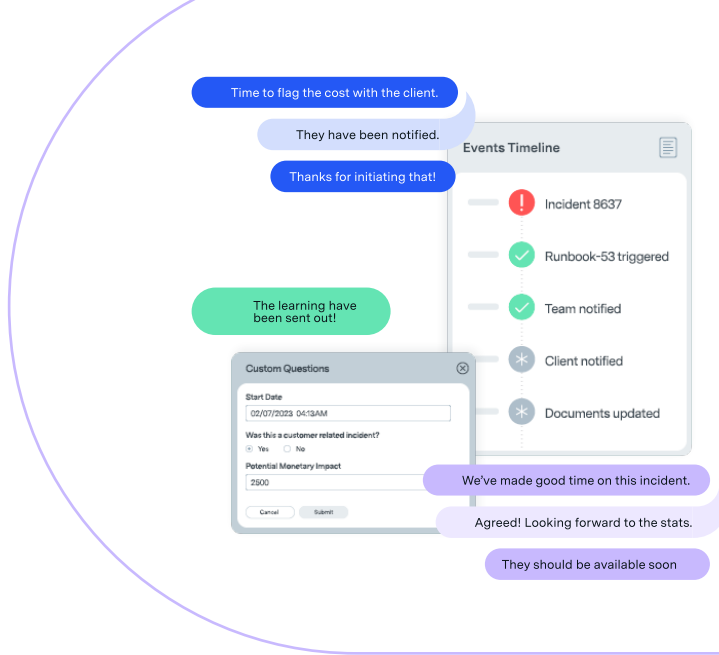 Time to flag the cost with the client.
They have been notified.
Thanks for initiating that!
Events Timeline
Incident 8637
Runbook-53 triggered
Team notified
Client notified
Documents updated
The learning have
been sent out!
Custom Questions
Start Date
02/07/2023 04:13AM
Was this a customer related incident?
Yes No
Potential Monetary Impact
2500
Cancel Submit
We've made good time on this incident.
Agreed! Looking forward to the stats.
They should be available soon